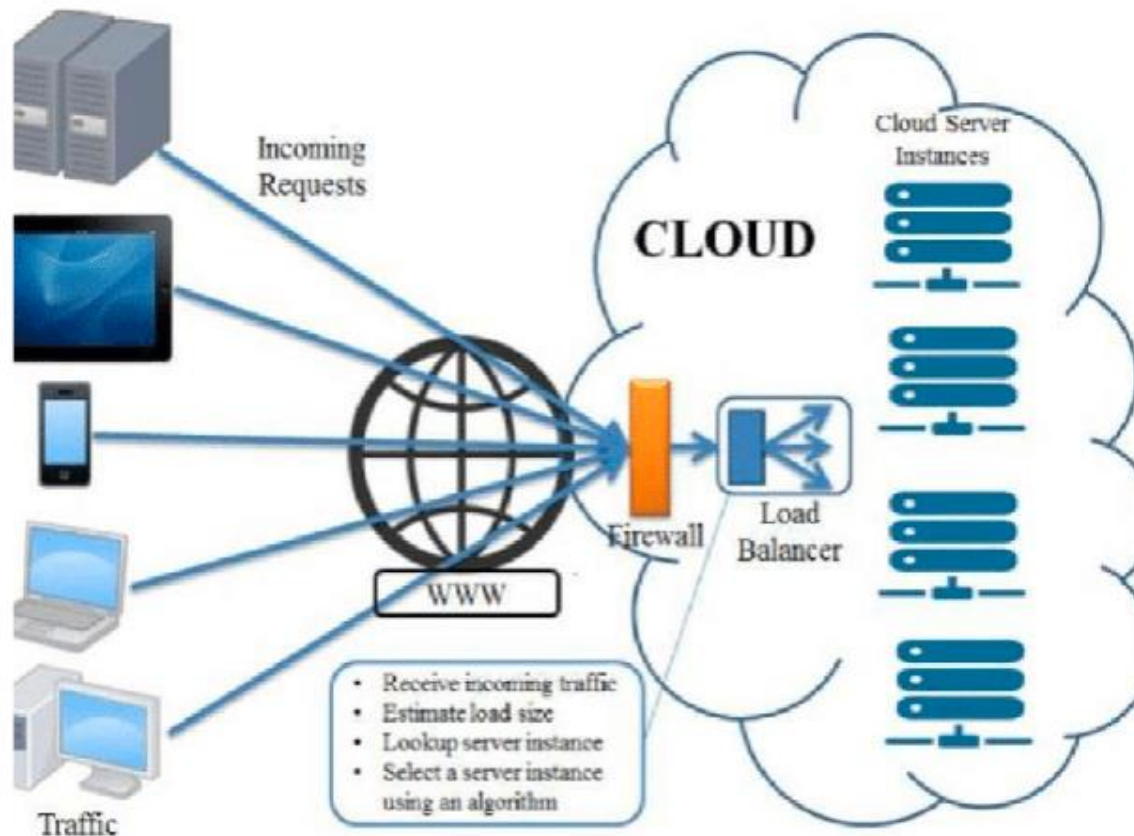 Incoming
Requests
Cloud Server
Instances
CLOUD
Firewall
Load
Balancer
WWW
• Receive incoming traffic
• Estimate load size
• Lookup server instance
• Select a server instance
using an algorithm
Traffic